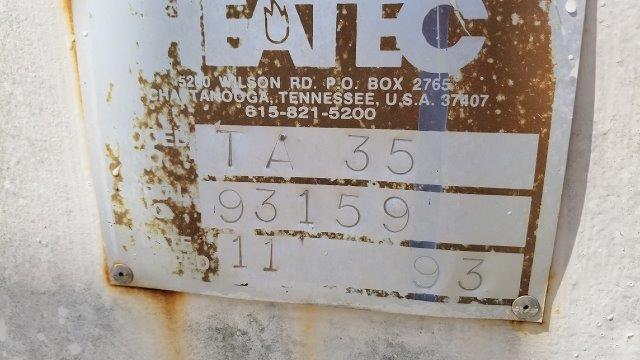 HEATEC
5200 WILSON RD. P.O. BOX 2765
CHATTANOOGA, TENNESSEE, U.S.A. 37407
615-821-5200
TA 35
93159
11 93